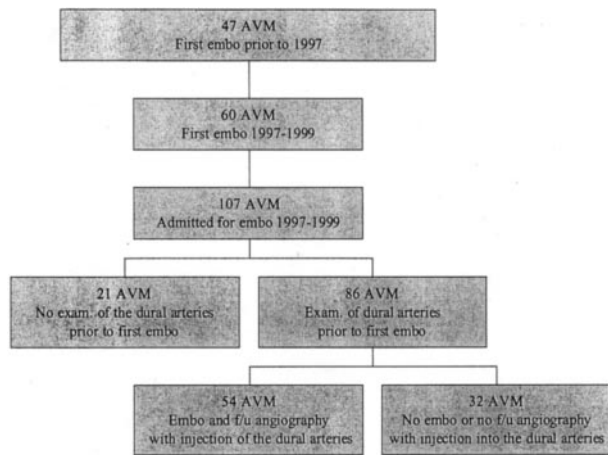 47 AVM
First embo prior to 1997
60 AVM
First embo 1997-1999
107 AVM
Admitted for embo 1997-1999
21 AVM
No exam. of the dural arteries
prior to first embo
86 AVM
Exam. of dural arteries
prior to first embo
54 AVM
Embo and f/u angiography
with injection of the dural arteries
32 AVM
No embo or no f/u angiography
with injection into the dural arteries